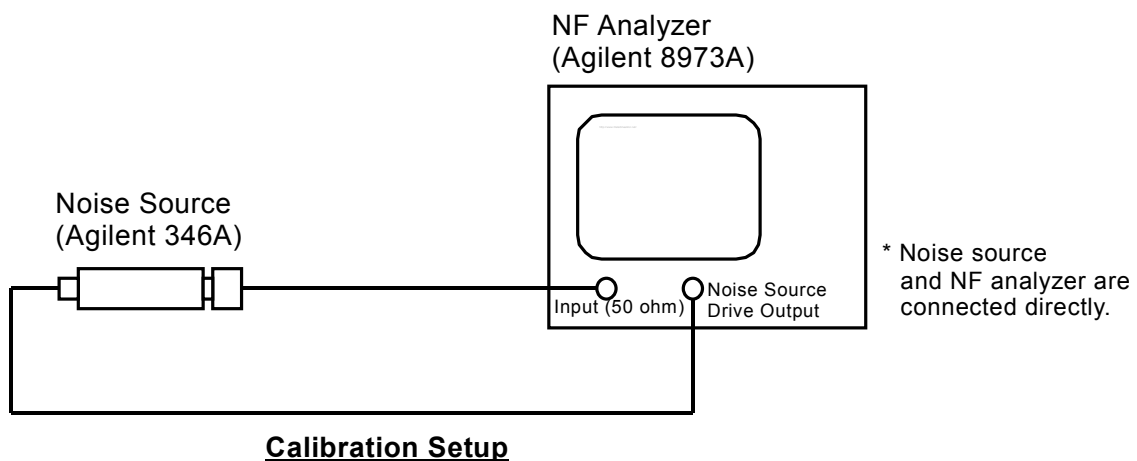 NF Analyzer
(Agilent 8973A)
Noise Source
(Agilent 346A)
Input (50 ohm)
Noise Source
Drive Output
* Noise source
and NF analyzer are
connected directly.
Calibration Setup